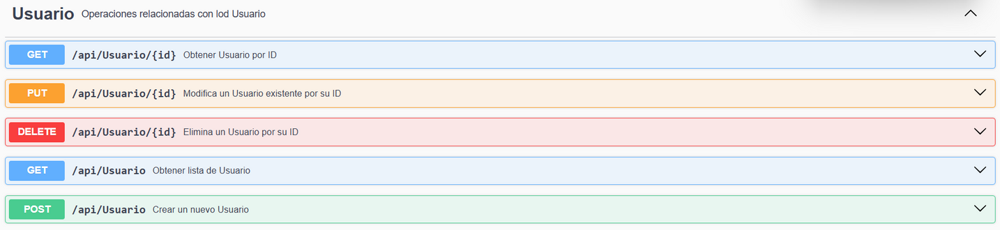 Usuario Operaciones relacionadas con lod Usuario
GET /api/Usuario/{id} Obtener Usuario por ID
PUT /api/Usuario/{id} Modifica un Usuario existente por su ID
DELETE /api/Usuario/{id} Elimina un Usuario por su ID
GET /api/Usuario Obtener lista de Usuario
POST /api/Usuario Crear un nuevo Usuario